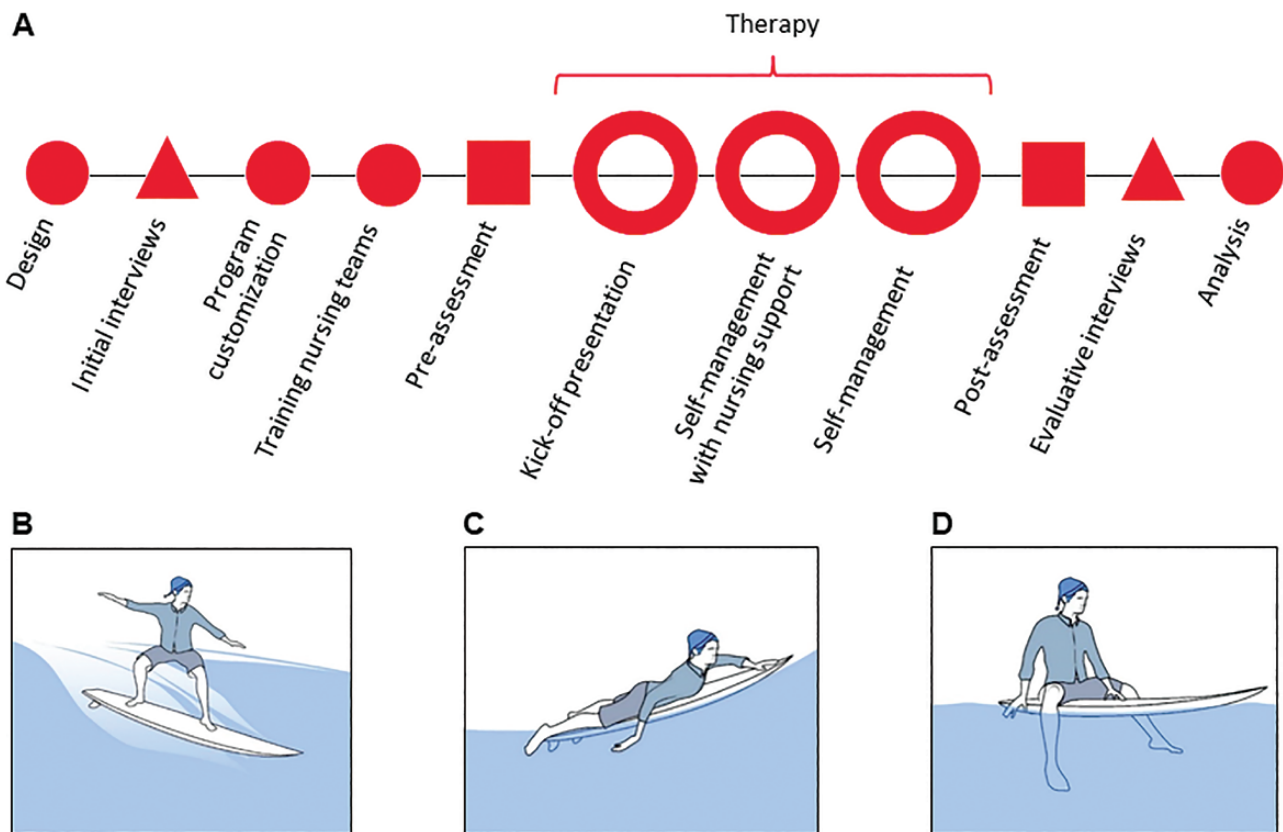 A
Therapy
Design
Initial interviews
Program
customization
Training nursing teams
Pre-assessment
Kick-off presentation
Self-management
with nursing support
Self-management
Post-assessment
Evaluative interviews
Analysis
B
C
D